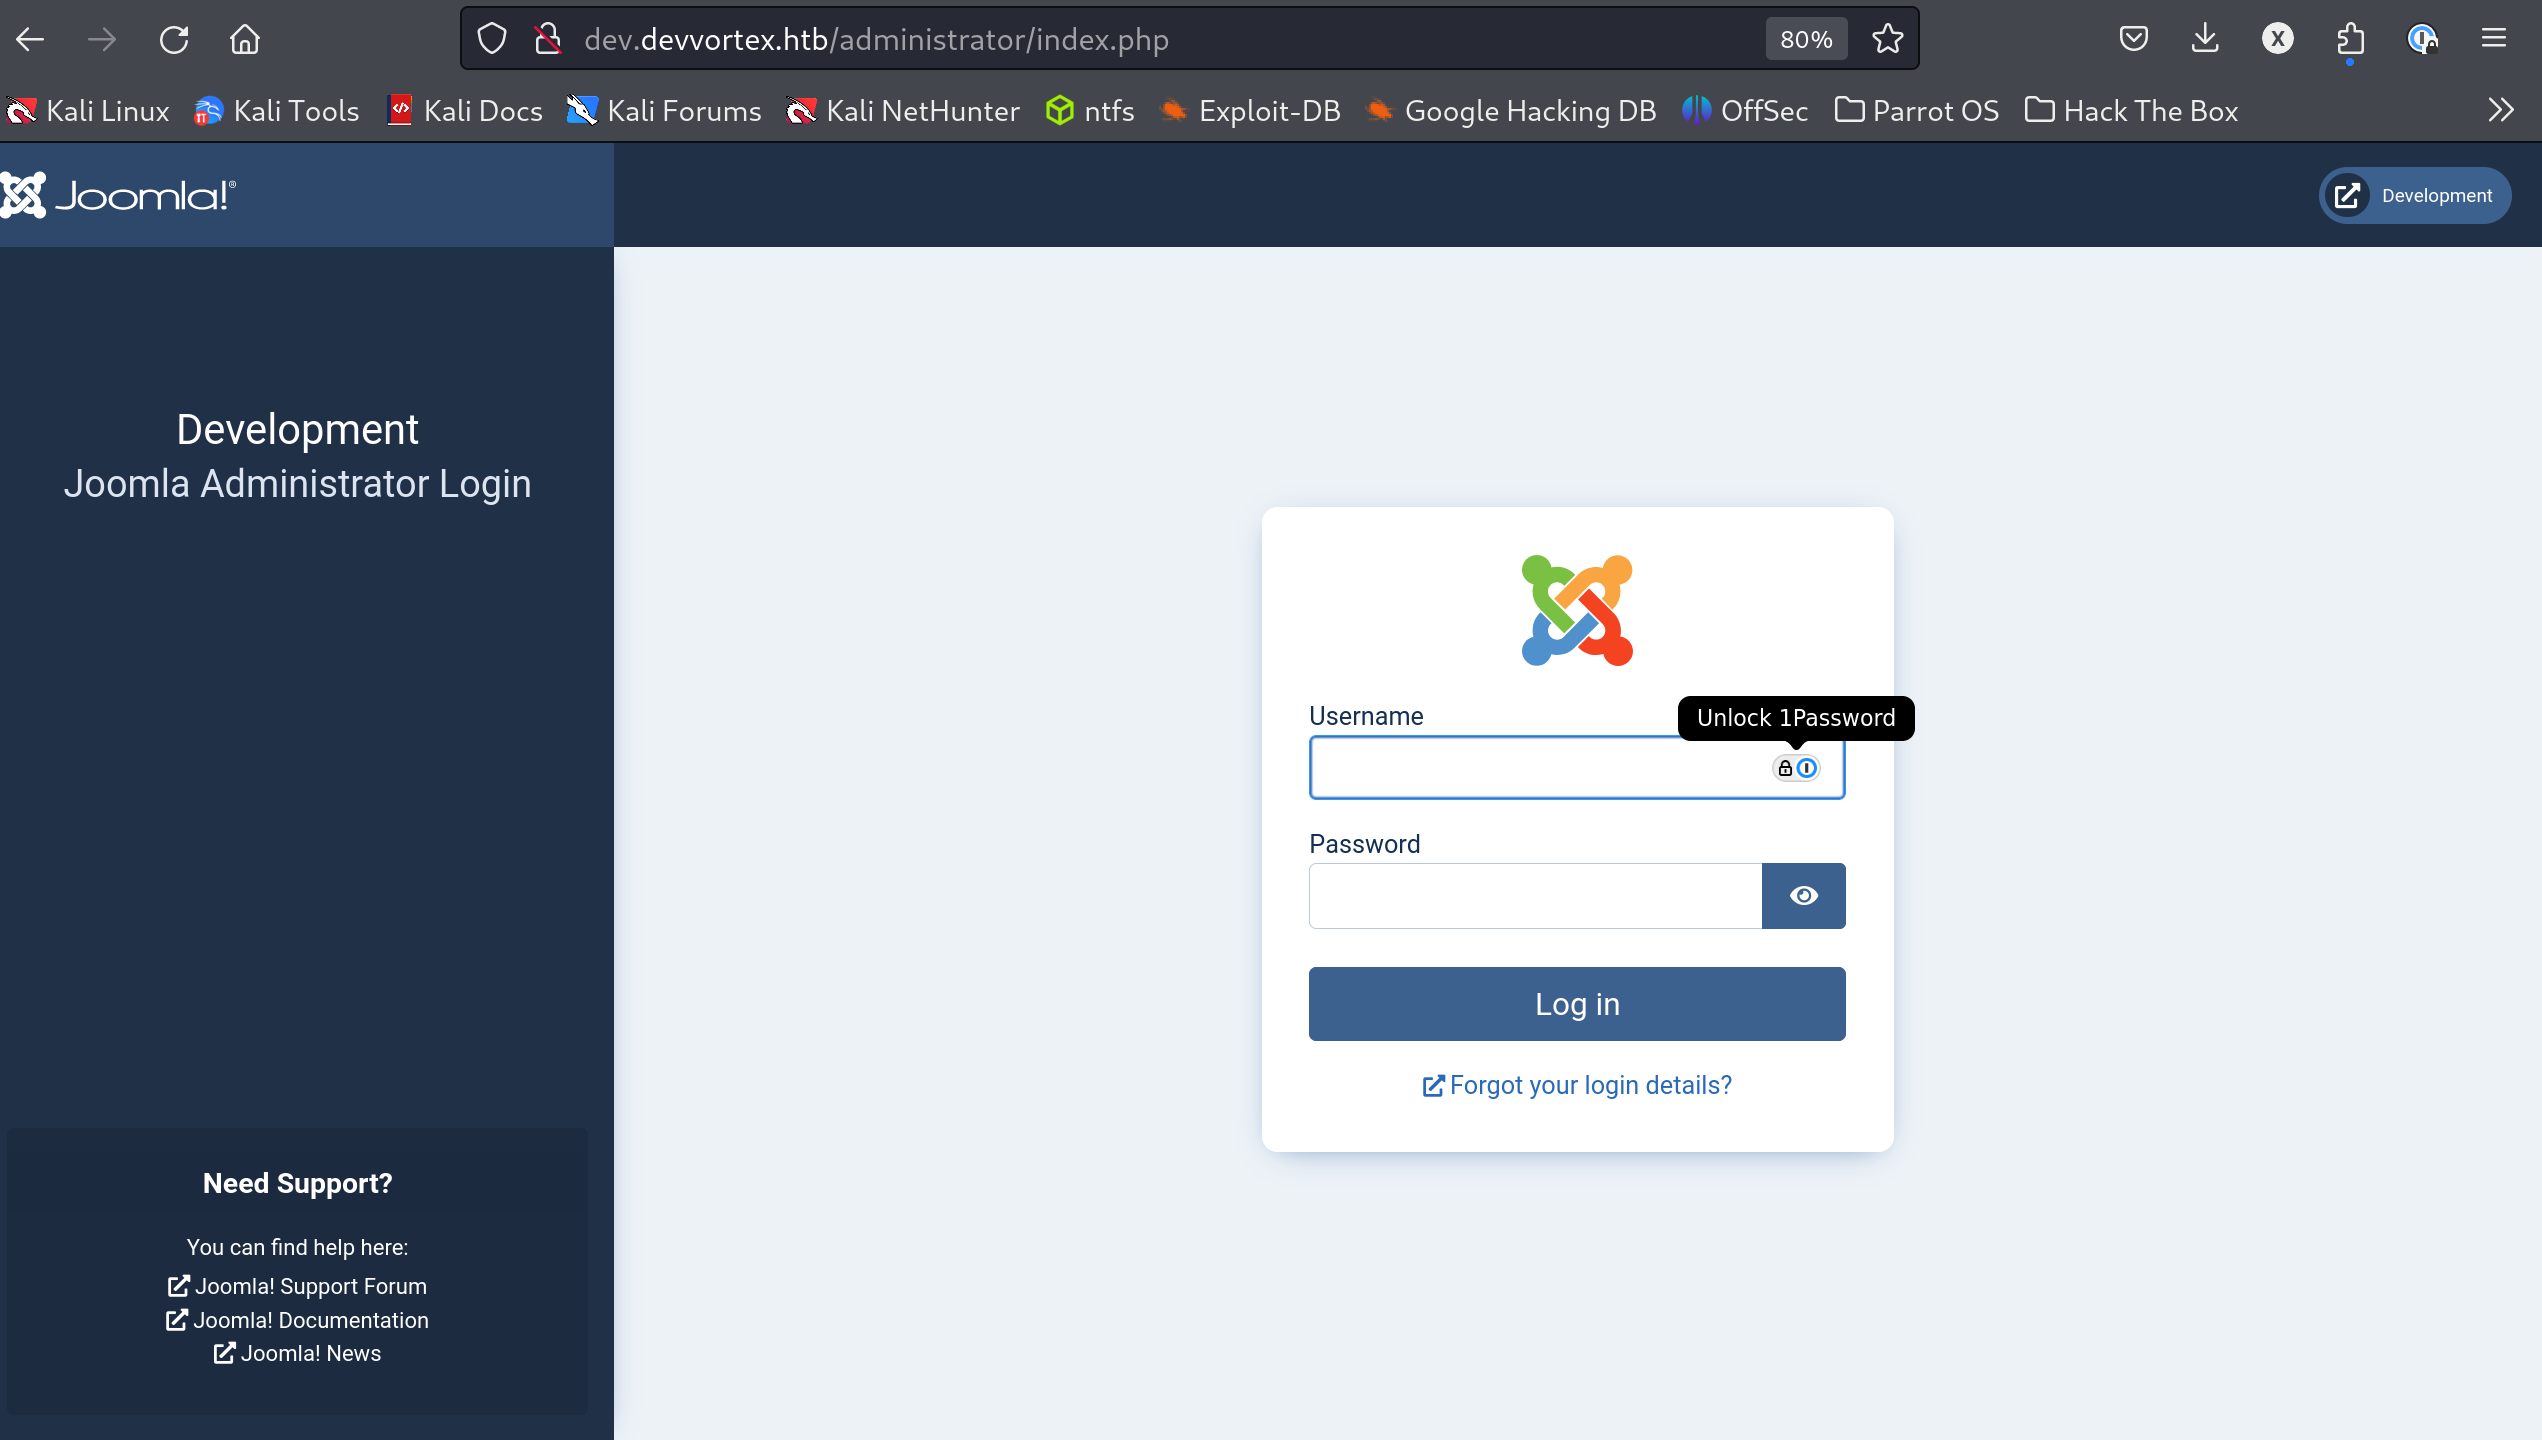 dev.devvortex.htb/administrator/index.php 80%
Kali Linux Kali Tools Kali Docs Kali Forums Kali NetHunter ntfs Exploit-DB Google Hacking DB OffSec Parrot OS Hack The Box
Joomla!®
Development
Development
Joomla Administrator Login
Username
Unlock 1Password
Password
Log in
Forgot your login details?
Need Support?
You can find help here:
Joomla! Support Forum
Joomla! Documentation
Joomla! News